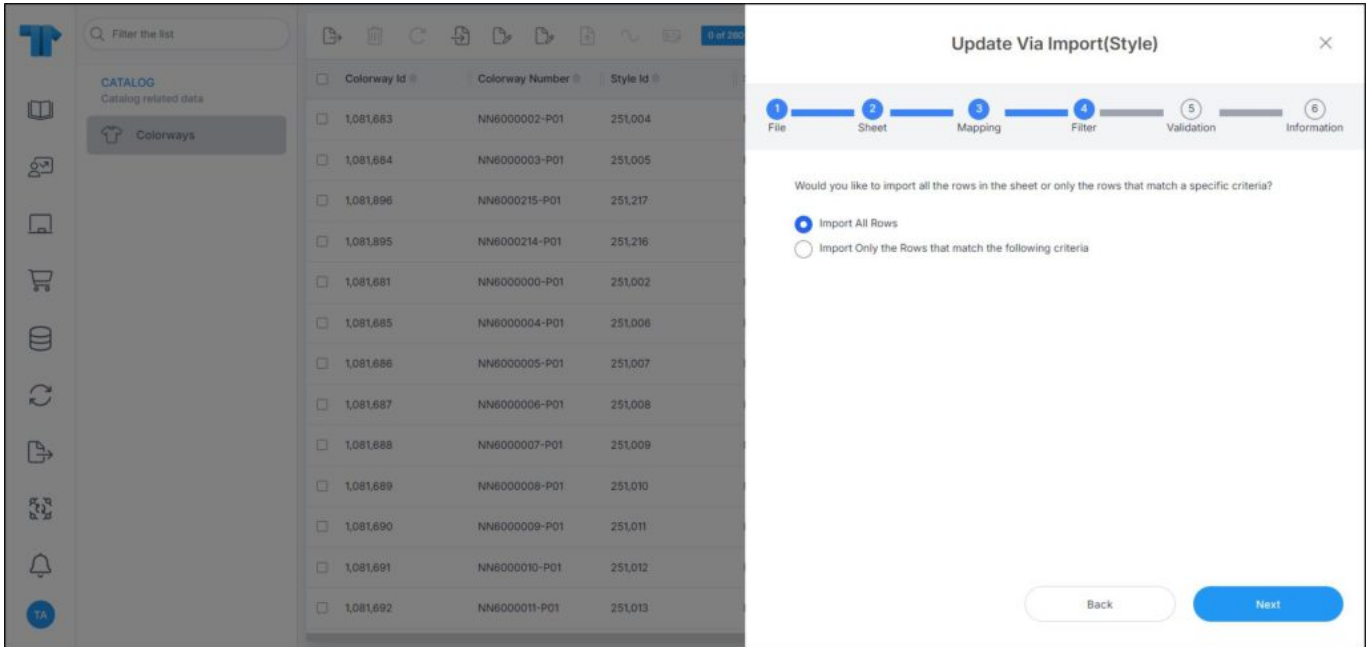 Filter the list
CATALOG
Catalog related data
Colorways
0 of 260
Colorway Id Colorway Number Style Id
1,081,683 NN6000002-P01 251,004
1,081,684 NN6000003-P01 251,005
1,081,896 NN6000215-P01 251,217
1,081,895 NN6000214-P01 251,216
1,081,681 NN6000000-P01 251,002
1,081,685 NN6000004-P01 251,006
1,081,686 NN6000005-P01 251,007
1,081,687 NN6000006-P01 251,008
1,081,688 NN6000007-P01 251,009
1,081,689 NN6000008-P01 251,010
1,081,690 NN6000009-P01 251,011
1,081,691 NN6000010-P01 251,012
1,081,692 NN6000011-P01 251,013
TA
Update Via Import(Style)
1 2 3 4 5 6
File Sheet Mapping Filter Validation Information
Would you like to import all the rows in the sheet or only the rows that match a specific criteria?
Import All Rows
Import Only the Rows that match the following criteria
Back Next